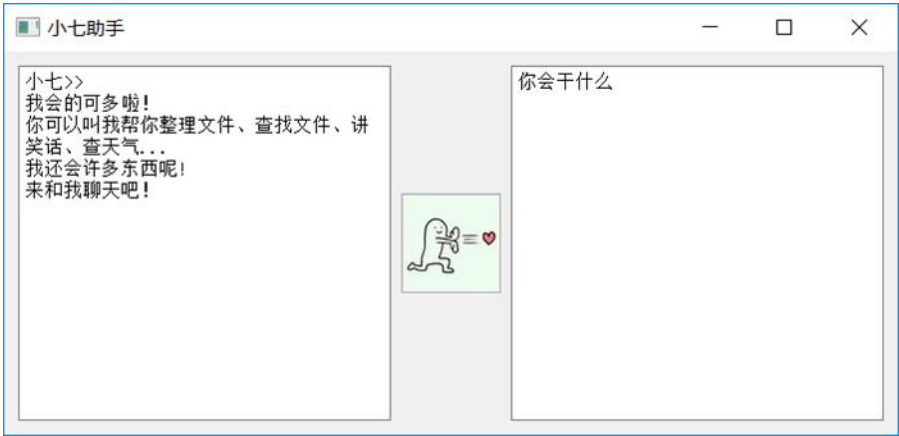 小七助手
小七>>
我会的可多啦!
你可以叫我帮你整理文件、查找文件、讲
笑话、查天气...
我还会许多东西呢!
来和我聊天吧!
你会干什么